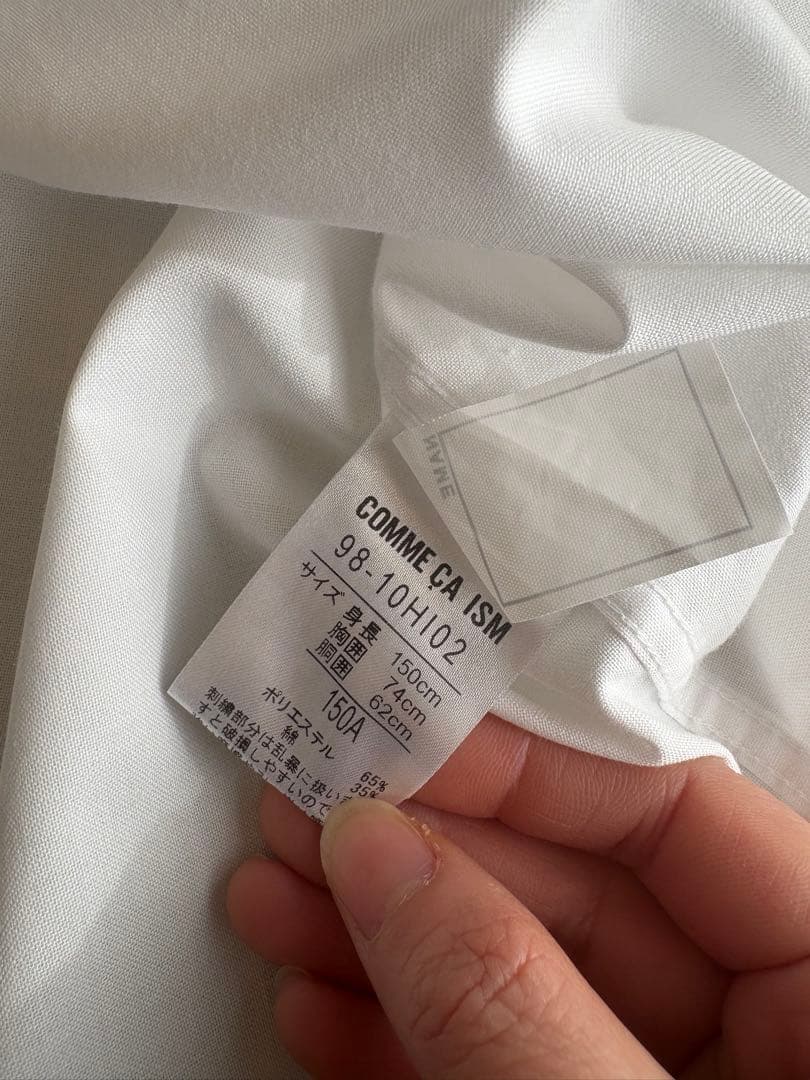 COMME ÇA ISM
98-10HI02
サイズ 身長 150cm
胸囲 74cm
胴囲 62cm
150A
ポリエステル 65%
綿 35%
刺繍部分は乱暴に扱いま
すと破損しやすいので
NAME